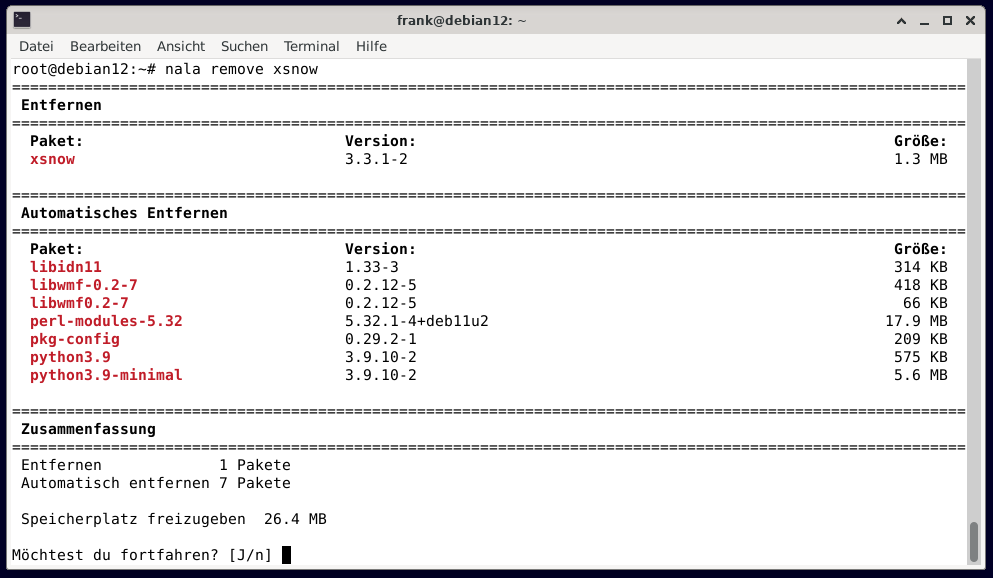 frank@debian12: ~
Datei Bearbeiten Ansicht Suchen Terminal Hilfe
root@debian12:~# nala remove xsnow
==========================================================================================================
Entfernen
==========================================================================================================
Paket: Version: Größe:
xsnow 3.3.1-2 1.3 MB
==========================================================================================================
Automatisches Entfernen
==========================================================================================================
Paket: Version: Größe:
libidn11 1.33-3 314 KB
libwmf-0.2-7 0.2.12-5 418 KB
libwmf0.2-7 0.2.12-5 66 KB
perl-modules-5.32 5.32.1-4+deb11u2 17.9 MB
pkg-config 0.29.2-1 209 KB
python3.9 3.9.10-2 575 KB
python3.9-minimal 3.9.10-2 5.6 MB
==========================================================================================================
Zusammenfassung
==========================================================================================================
Entfernen 1 Pakete
Automatisch entfernen 7 Pakete
Speicherplatz freizugeben 26.4 MB
Möchtest du fortfahren? [J/n]